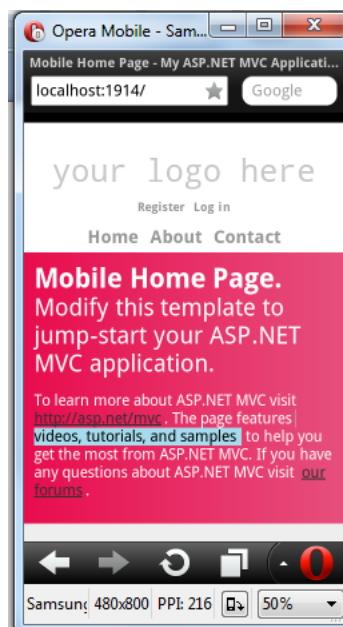 Opera Mobile - Sam...
Mobile Home Page - My ASP.NET MVC Applicati...
localhost:1914/
Google
your logo here
Register Log in
Home About Contact
Mobile Home Page.
Modify this template to
jump-start your ASP.NET
MVC application.
To learn more about ASP.NET MVC visit
http://asp.net/mvc . The page features
videos, tutorials, and samples to help you
get the most from ASP.NET MVC. If you have
any questions about ASP.NET MVC visit our
forums .
Samsung 480x800 PPI: 216 50%